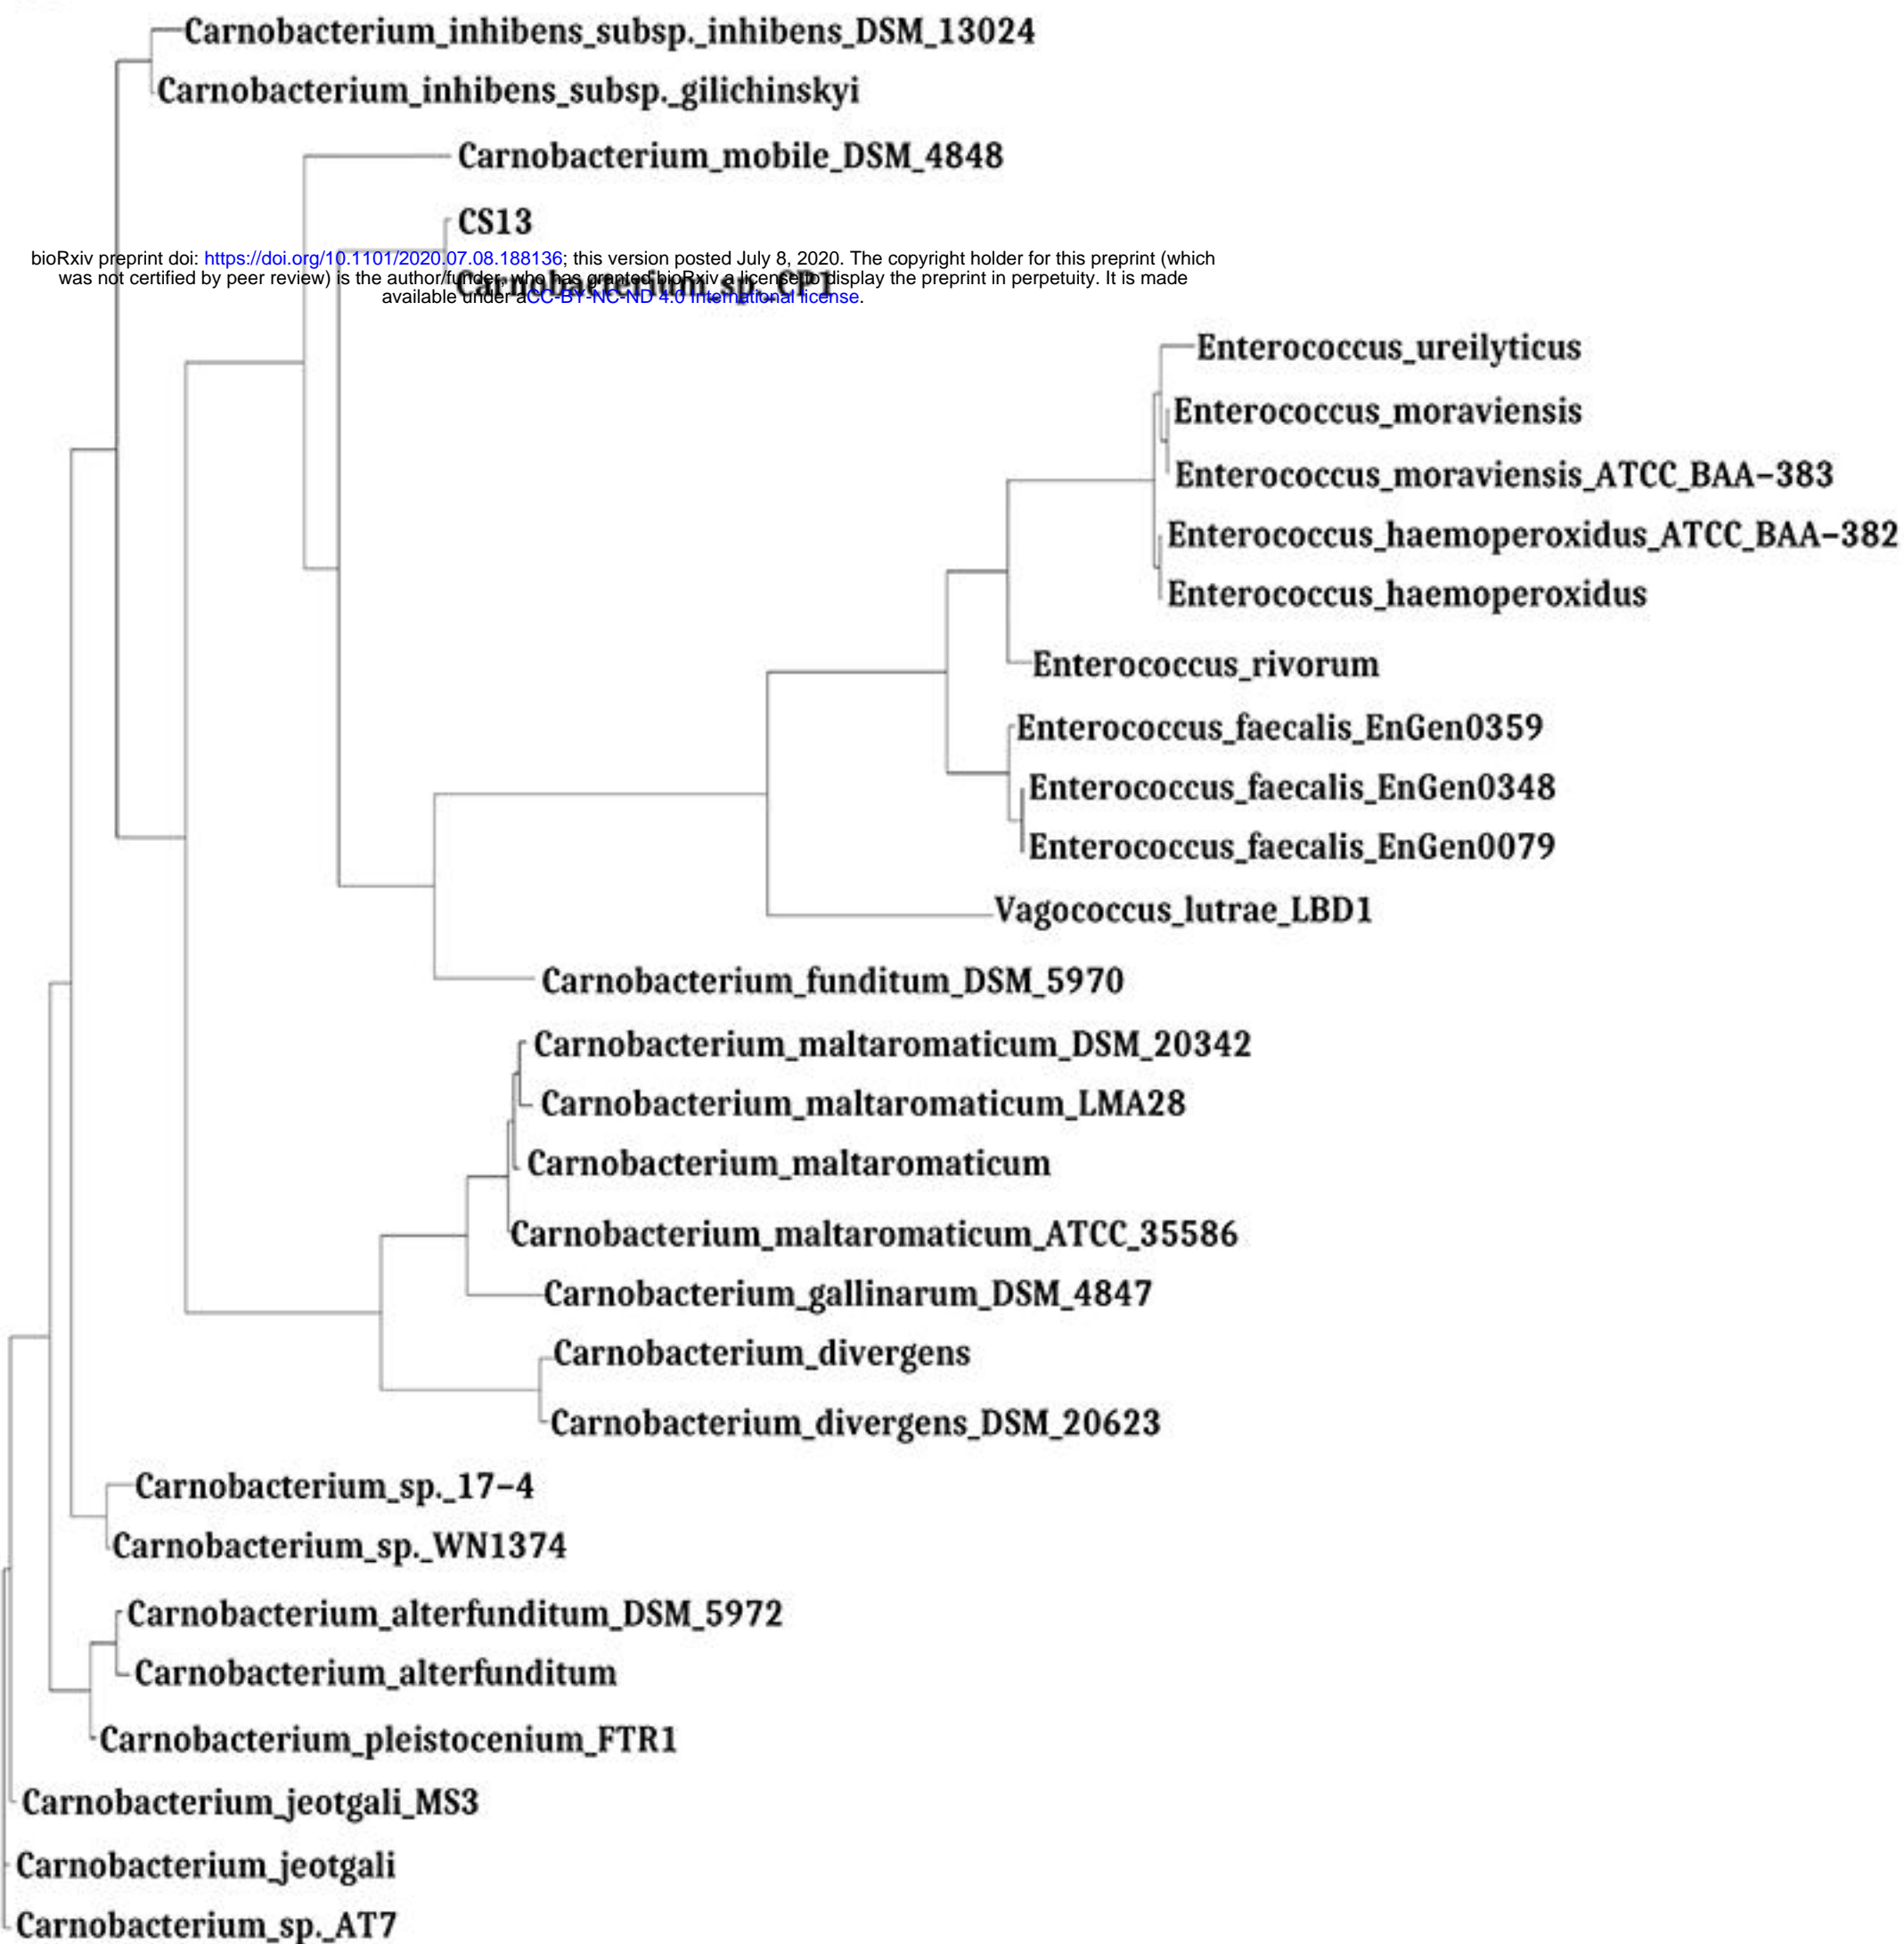 Carnobacterium_inhibens_subsp._inhibens_DSM_13024
Carnobacterium_inhibens_subsp._gilichinskyi
Carnobacterium_mobile_DSM_4848
CS13
bioRxiv preprint doi: https://doi.org/10.1101/2020.07.08.188136; this version posted July 8, 2020. The copyright holder for this preprint (which
was not certified by peer review) is the author/funder, who has granted bioRxiv a license to display the preprint in perpetuity. It is made
Carnobacterium_sp._CP1
available under aCC-BY-NC-ND 4.0 International license.
Enterococcus_ureilyticus
Enterococcus_moraviensis
Enterococcus_moraviensis_ATCC_BAA−383
Enterococcus_haemoperoxidus_ATCC_BAA−382
Enterococcus_haemoperoxidus
Enterococcus_rivorum
Enterococcus_faecalis_EnGen0359
Enterococcus_faecalis_EnGen0348
Enterococcus_faecalis_EnGen0079
Vagococcus_lutrae_LBD1
Carnobacterium_funditum_DSM_5970
Carnobacterium_maltaromaticum_DSM_20342
Carnobacterium_maltaromaticum_LMA28
Carnobacterium_maltaromaticum
Carnobacterium_maltaromaticum_ATCC_35586
Carnobacterium_gallinarum_DSM_4847
Carnobacterium_divergens
Carnobacterium_divergens_DSM_20623
Carnobacterium_sp._17−4
Carnobacterium_sp._WN1374
Carnobacterium_alterfunditum_DSM_5972
Carnobacterium_alterfunditum
Carnobacterium_pleistocenium_FTR1
Carnobacterium_jeotgali_MS3
Carnobacterium_jeotgali
Carnobacterium_sp._AT7